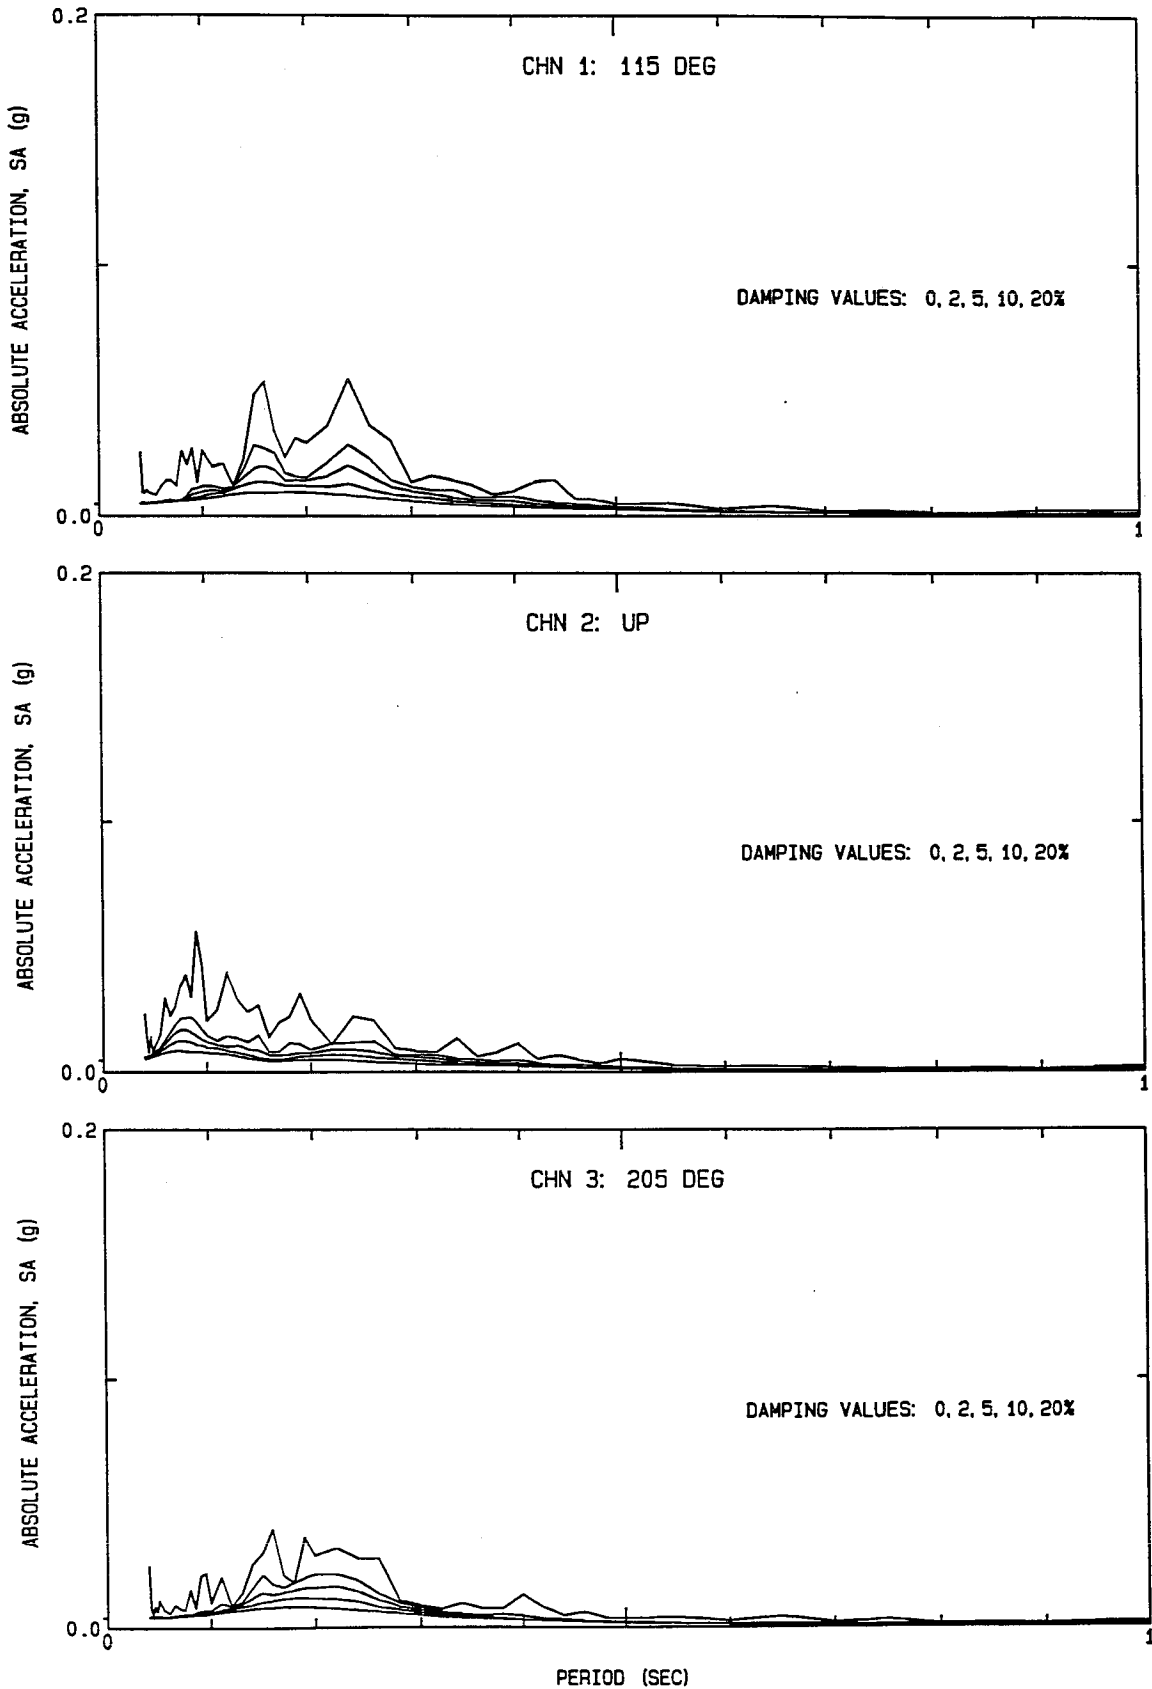 0.2
CHN 1: 115 DEG
ABSOLUTE ACCELERATION, SA (g)
DAMPING VALUES: 0, 2, 5, 10, 20%
0.0
0
1
0.2
CHN 2: UP
ABSOLUTE ACCELERATION, SA (g)
DAMPING VALUES: 0, 2, 5, 10, 20%
0.0
0
1
0.2
CHN 3: 205 DEG
ABSOLUTE ACCELERATION, SA (g)
DAMPING VALUES: 0, 2, 5, 10, 20%
0.0
0
1
PERIOD (SEC)